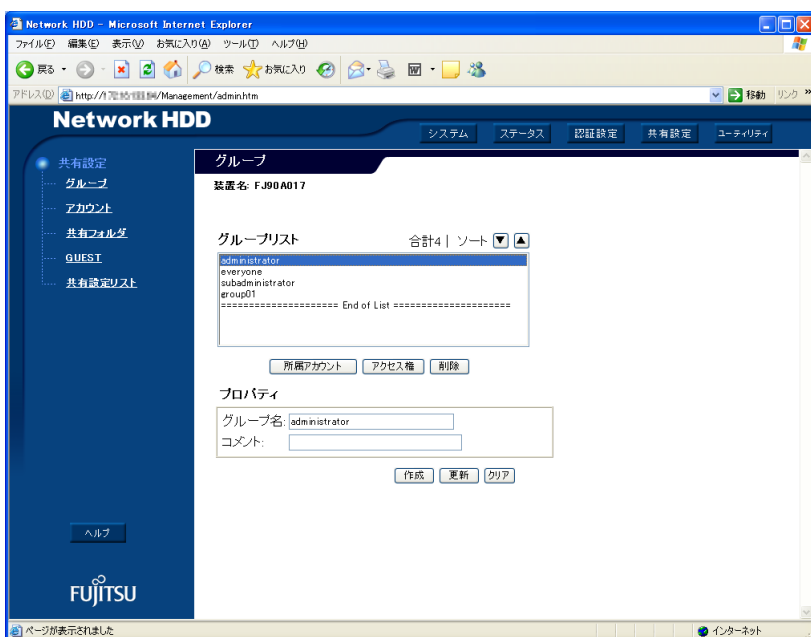 Network HDD - Microsoft Internet Explorer
ファイル(F) 編集(E) 表示(V) お気に入り(A) ツール(T) ヘルプ(H)
戻る 検索 お気に入り
アドレス(D) /Management/admin.htm 移動 リンク »
Network HDD
システム ステータス 認証設定 共有設定 ユーティリティ
共有設定
グループ
アカウント
共有フォルダ
GUEST
共有設定リスト
ヘルプ
FUJITSU
グループ
装置名: FJ90A017
グループリスト 合計4 | ソート ▼ ▲
administrator
everyone
subadministrator
group01
===================== End of List =====================
所属アカウント アクセス権 削除
プロパティ
グループ名: administrator
コメント:
作成 更新 クリア
ページが表示されました インターネット